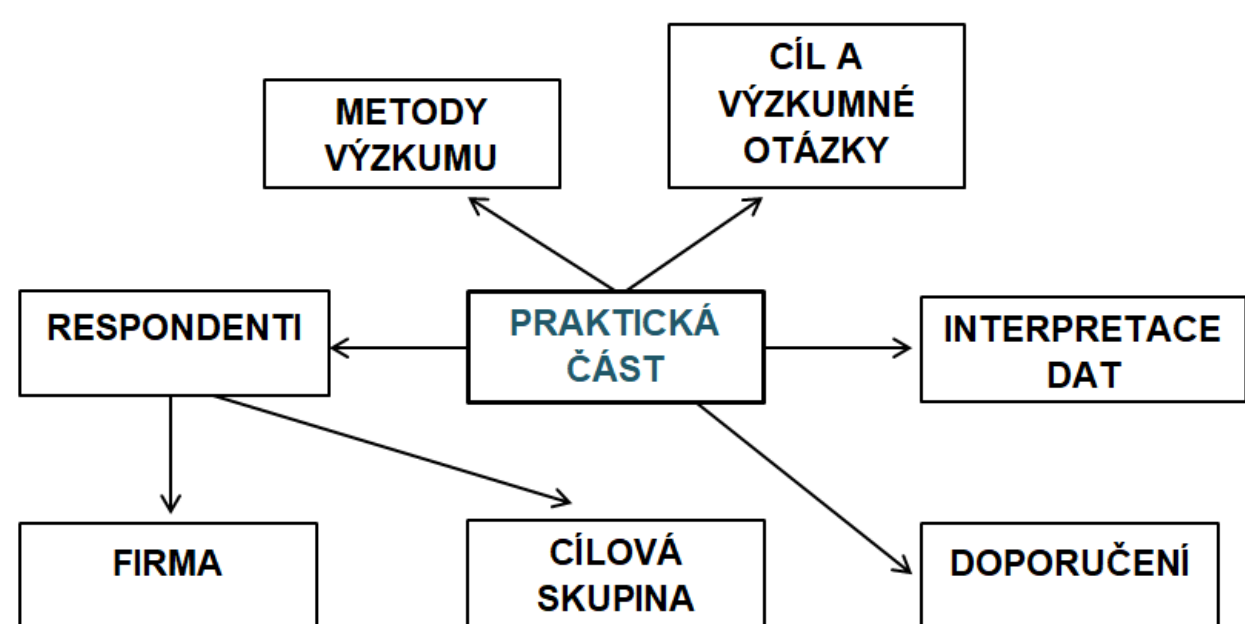 METODY
VÝZKUMU
CÍL A
VÝZKUMNÉ
OTÁZKY
RESPONDENTI
PRAKTICKÁ
ČÁST
INTERPRETACE
DAT
FIRMA
CÍLOVÁ
SKUPINA
DOPORUČENÍ